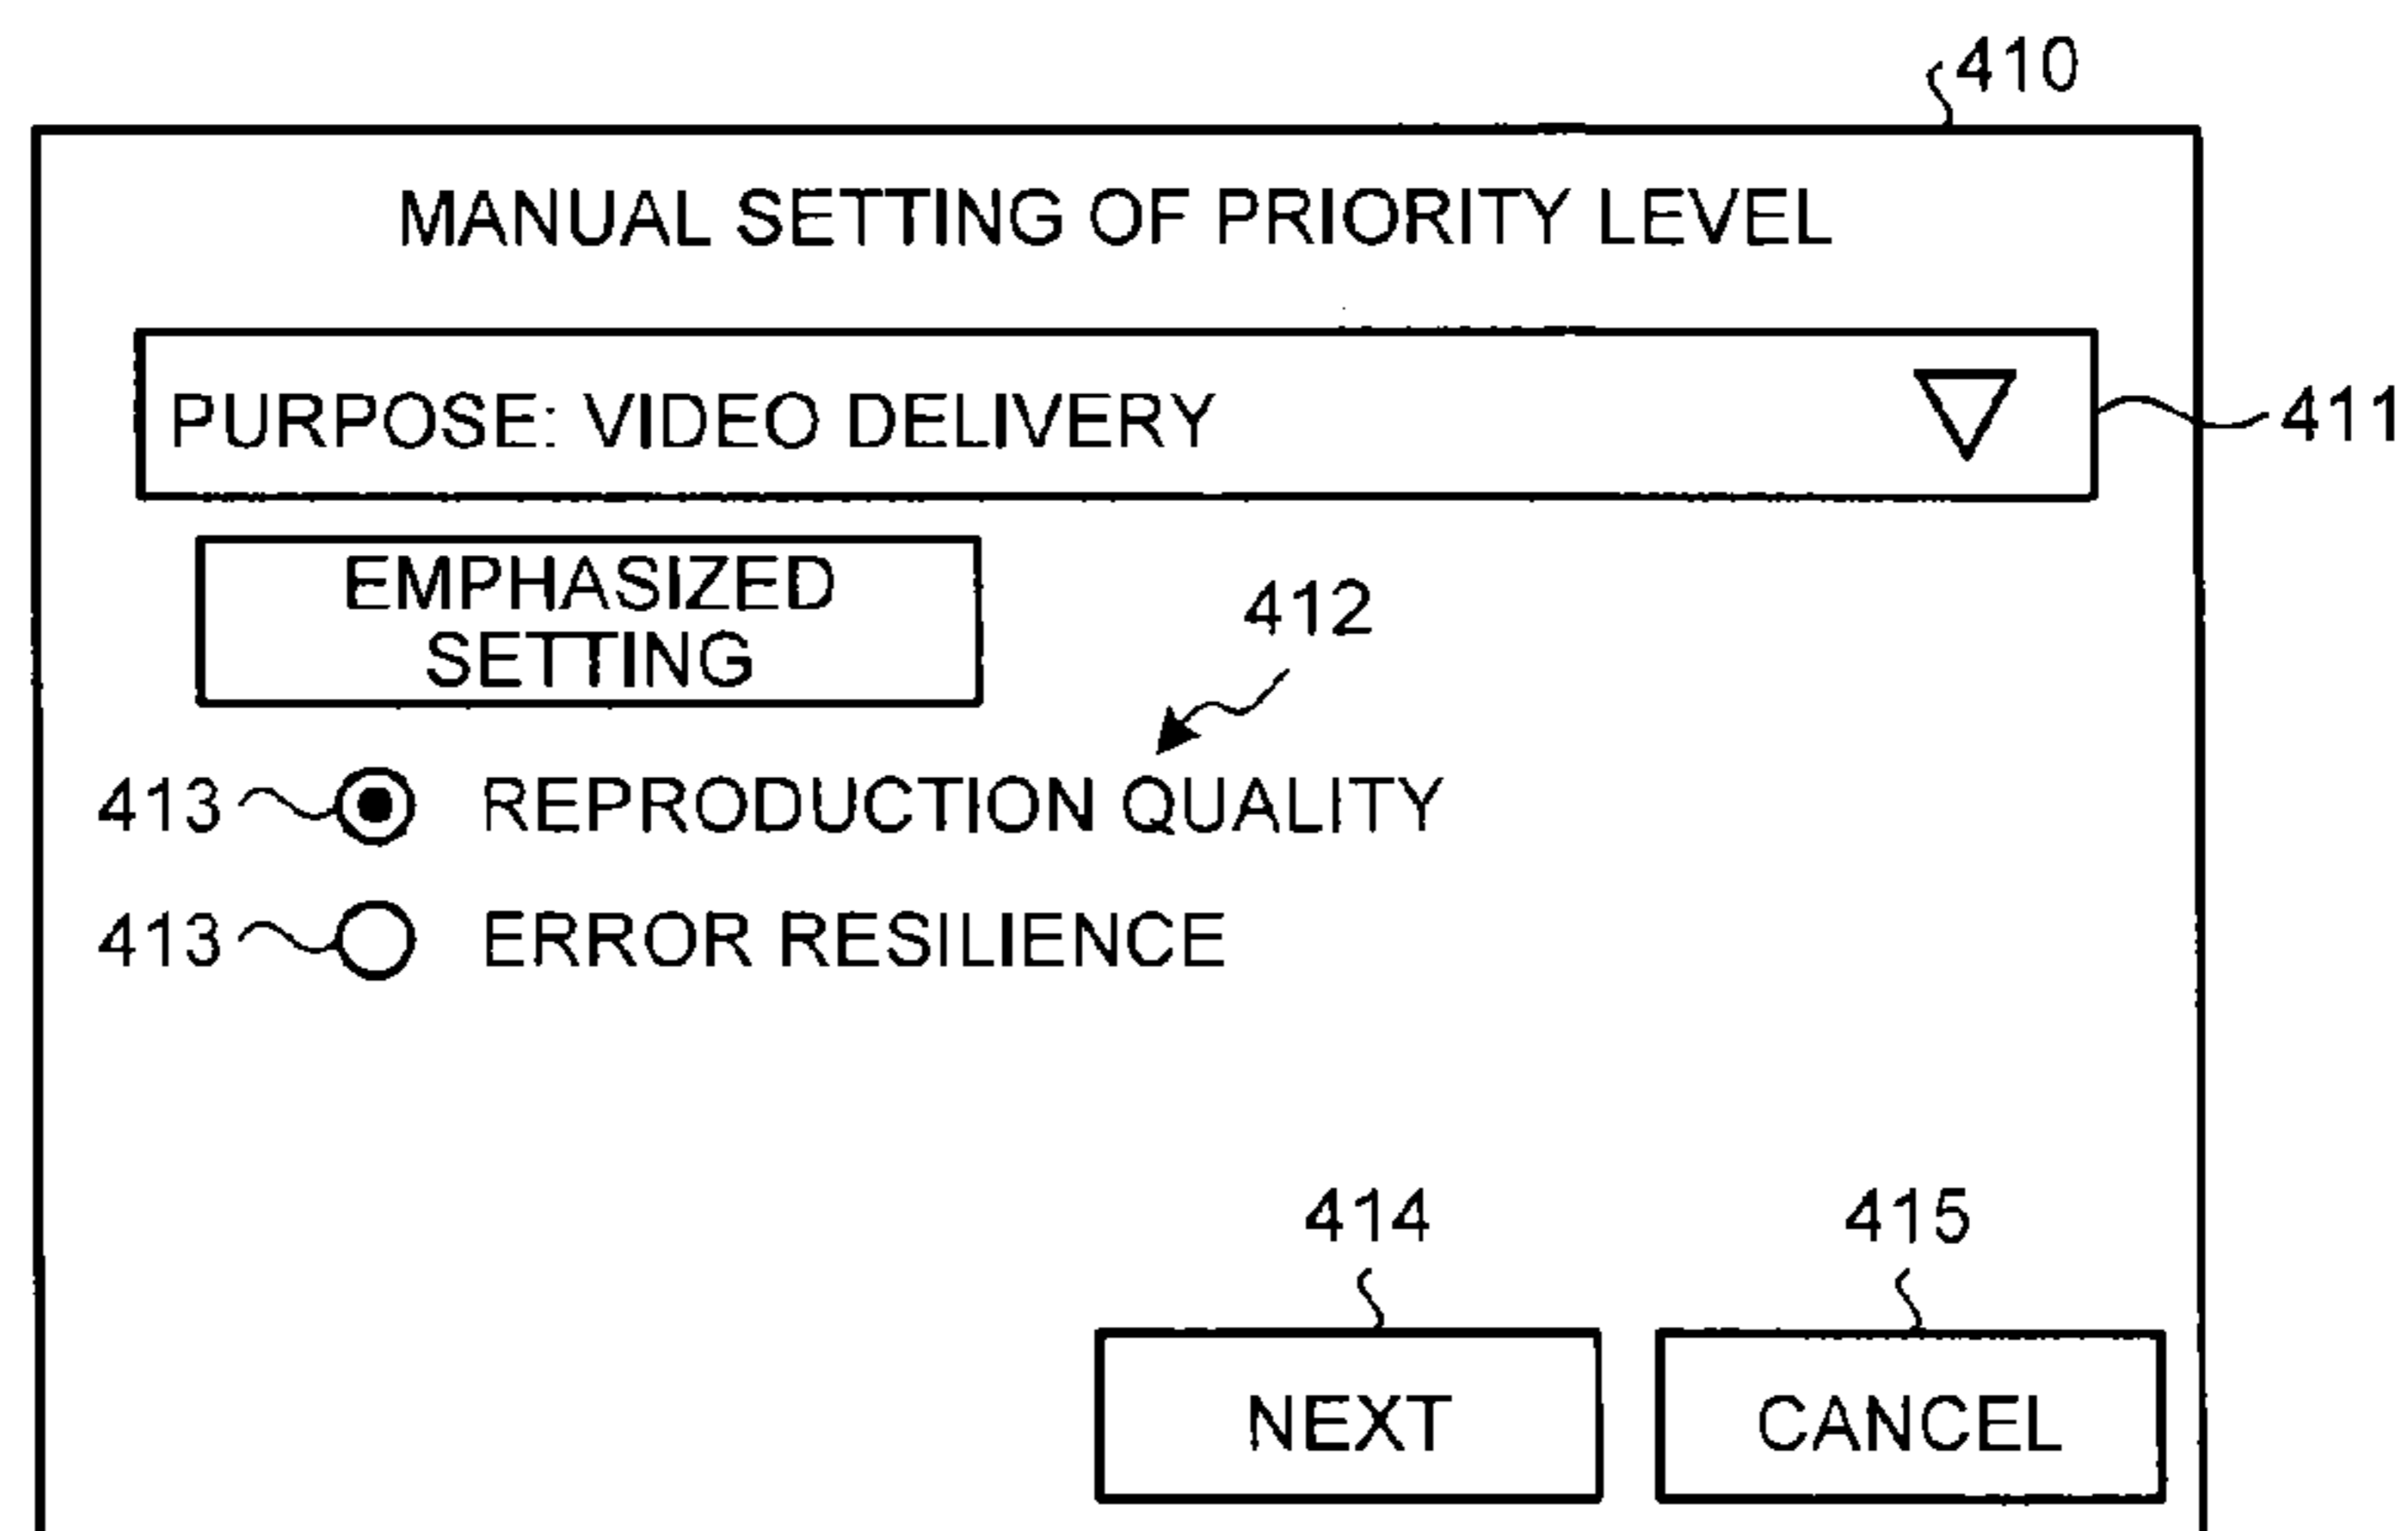 410
MANUAL SETTING OF PRIORITY LEVEL
PURPOSE: VIDEO DELIVERY
411
EMPHASIZED
SETTING
412
413 REPRODUCTION QUALITY
413 ERROR RESILIENCE
414 415
NEXT CANCEL